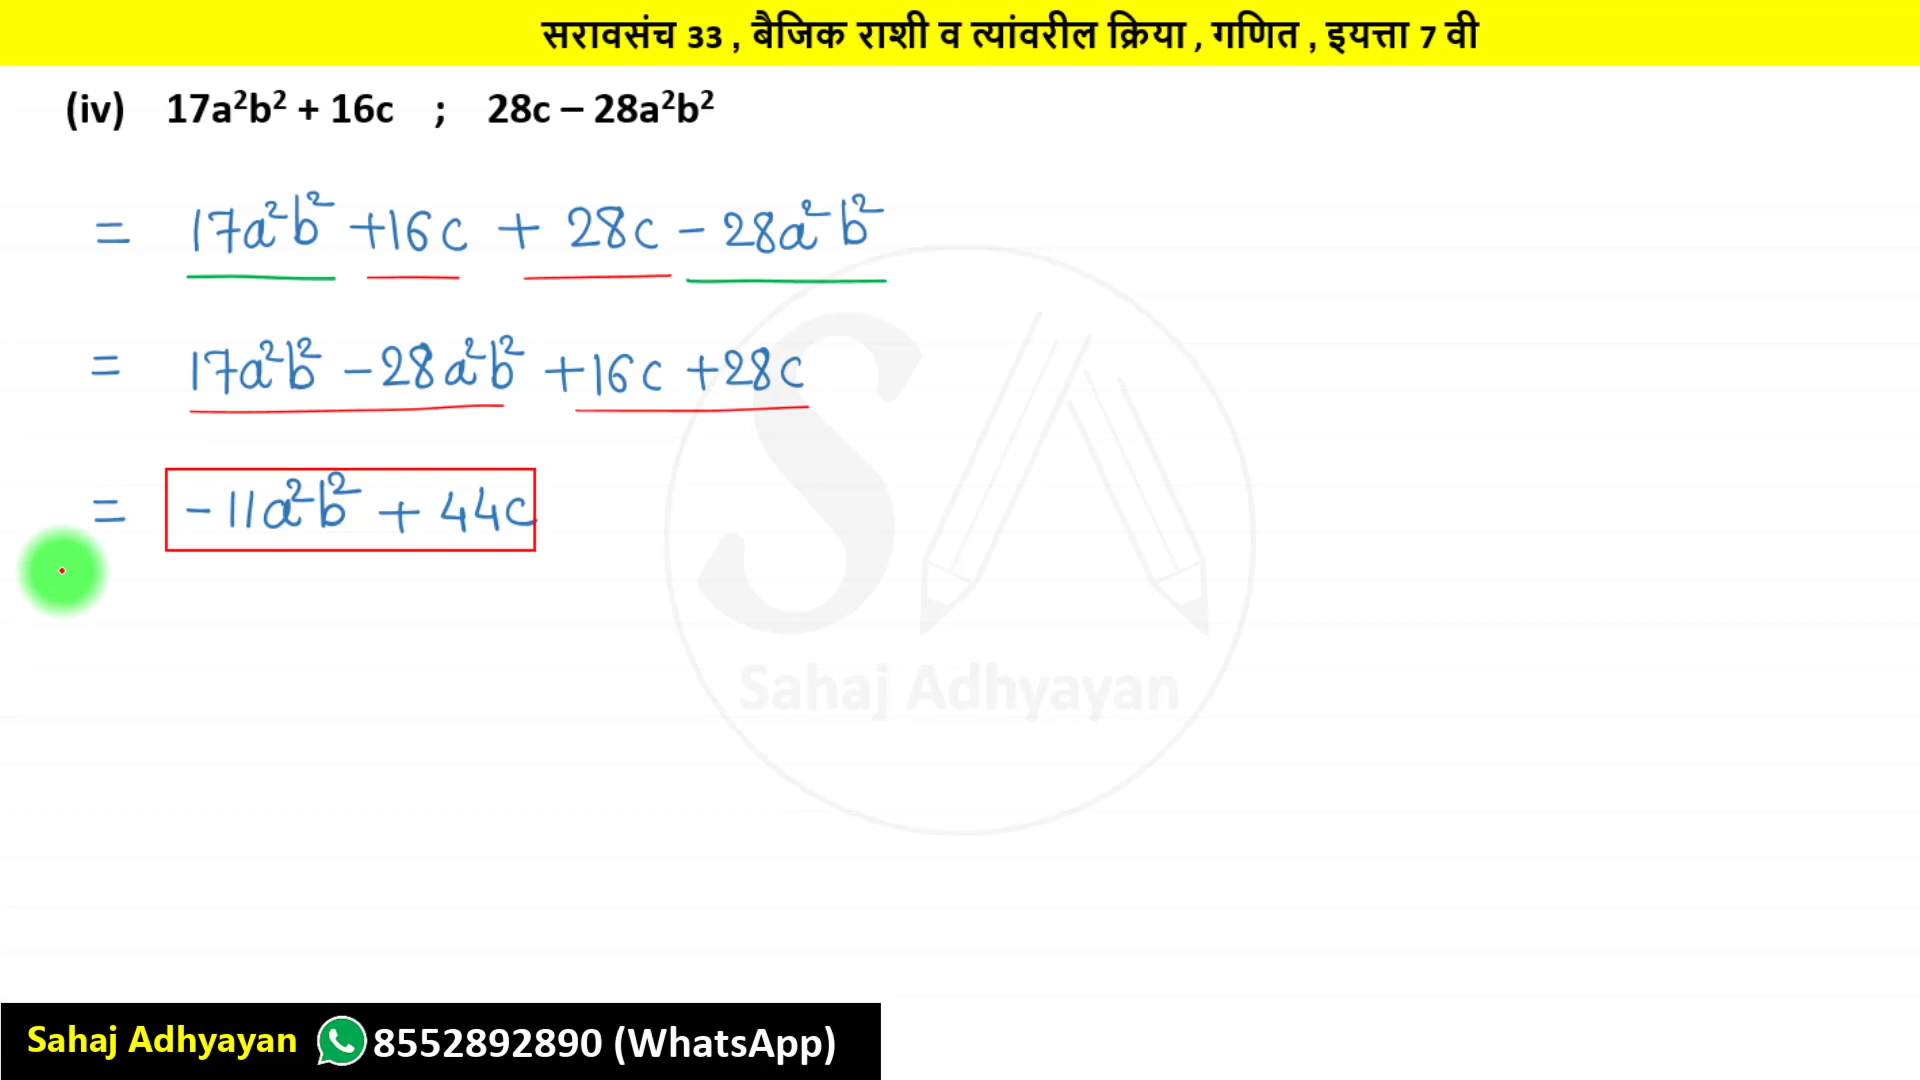 सरावसंच 33 , बैजिक राशी व त्यांवरील क्रिया , गणित , इयत्ता 7 वी
(iv) 17a²b² + 16c ; 28c – 28a²b²
= 17a²b² +16c + 28c - 28a²b²
= 17a²b² - 28a²b² +16c +28c
= - 11a²b² + 44c
Sahaj Adhyayan
Sahaj Adhyayan 8552892890 (WhatsApp)